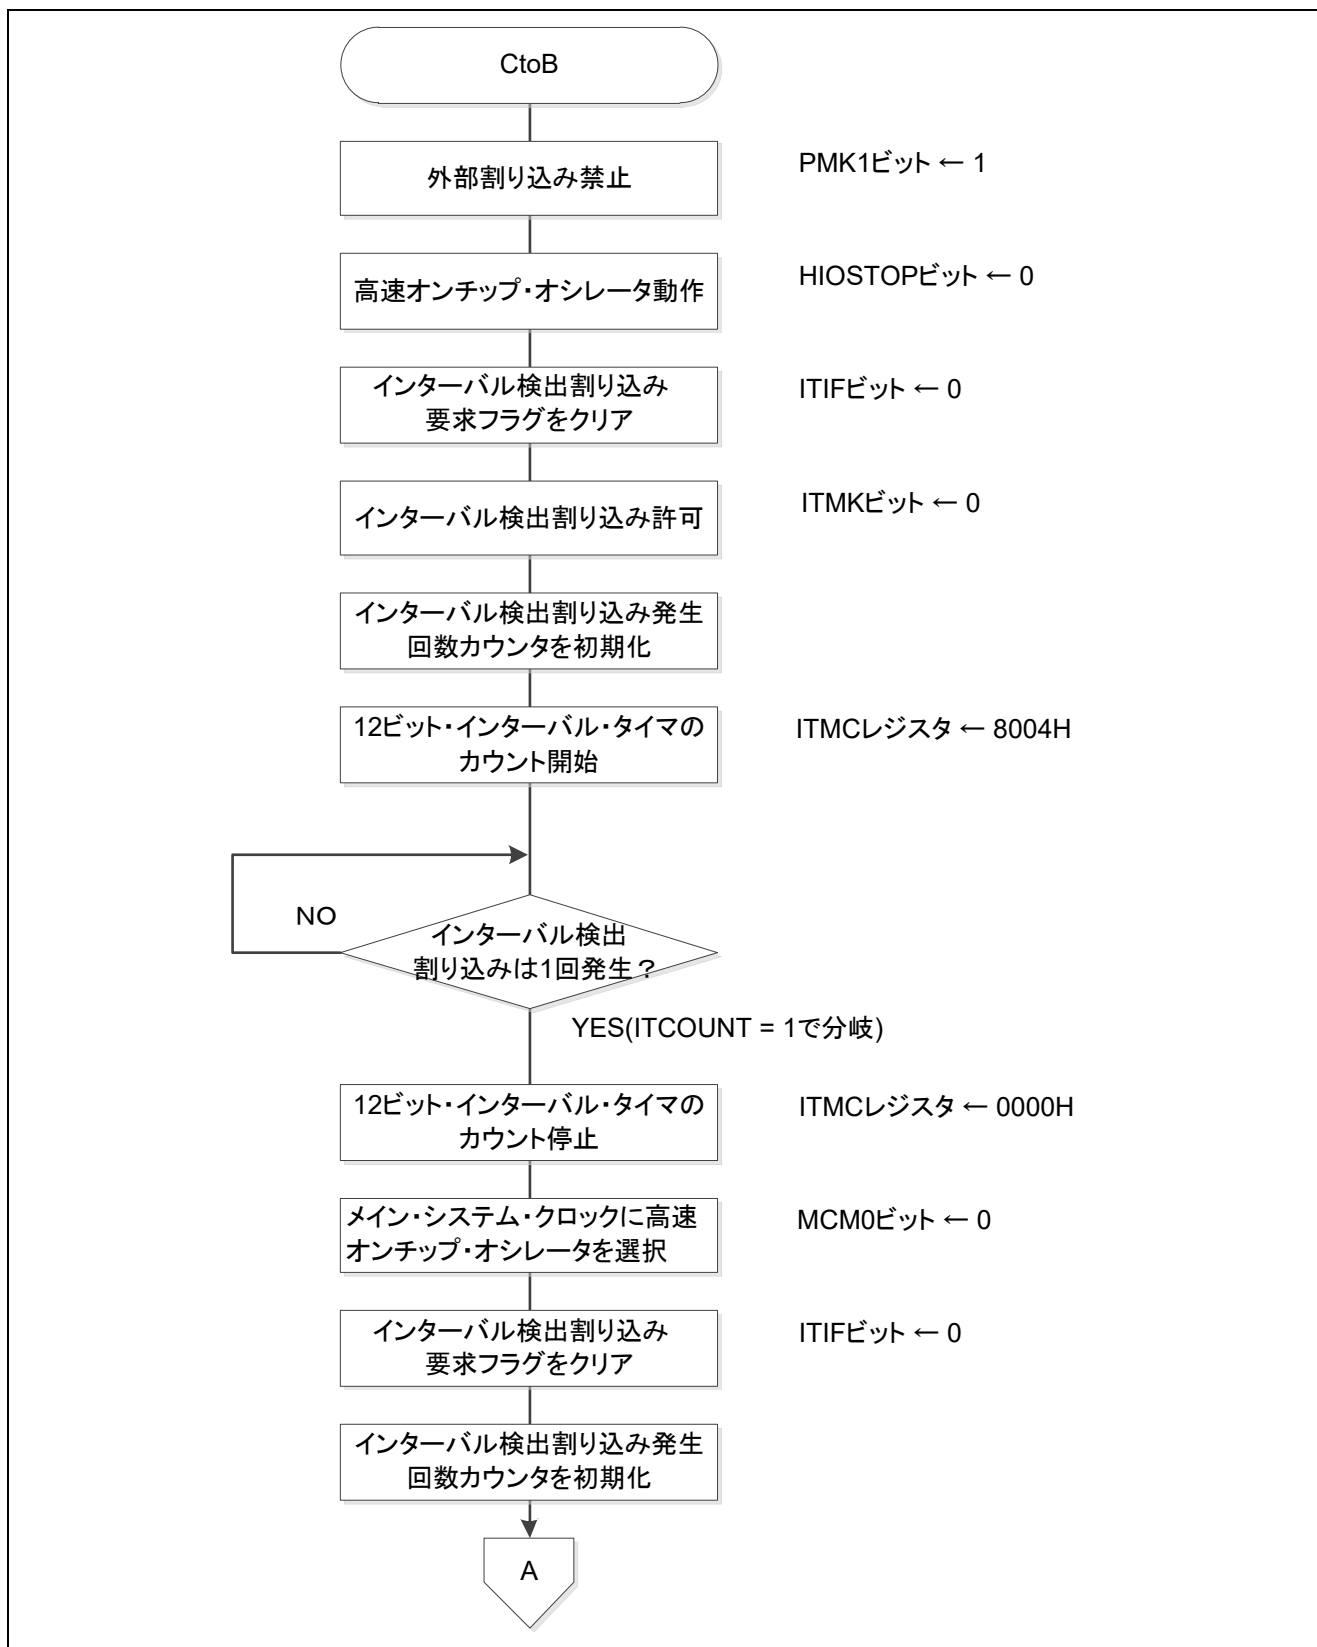 CtoB
外部割り込み禁止
PMK1ビット ← 1
高速オンチップ・オシレータ動作
HIOSTOPビット ← 0
インターバル検出割り込み
要求フラグをクリア
ITIFビット ← 0
インターバル検出割り込み許可
ITMKビット ← 0
インターバル検出割り込み発生
回数カウンタを初期化
12ビット・インターバル・タイマの
カウント開始
ITMCレジスタ ← 8004H
NO
インターバル検出
割り込みは1回発生？
YES(ITCOUNT = 1で分岐)
12ビット・インターバル・タイマの
カウント停止
ITMCレジスタ ← 0000H
メイン・システム・クロックに高速
オンチップ・オシレータを選択
MCM0ビット ← 0
インターバル検出割り込み
要求フラグをクリア
ITIFビット ← 0
インターバル検出割り込み発生
回数カウンタを初期化
A